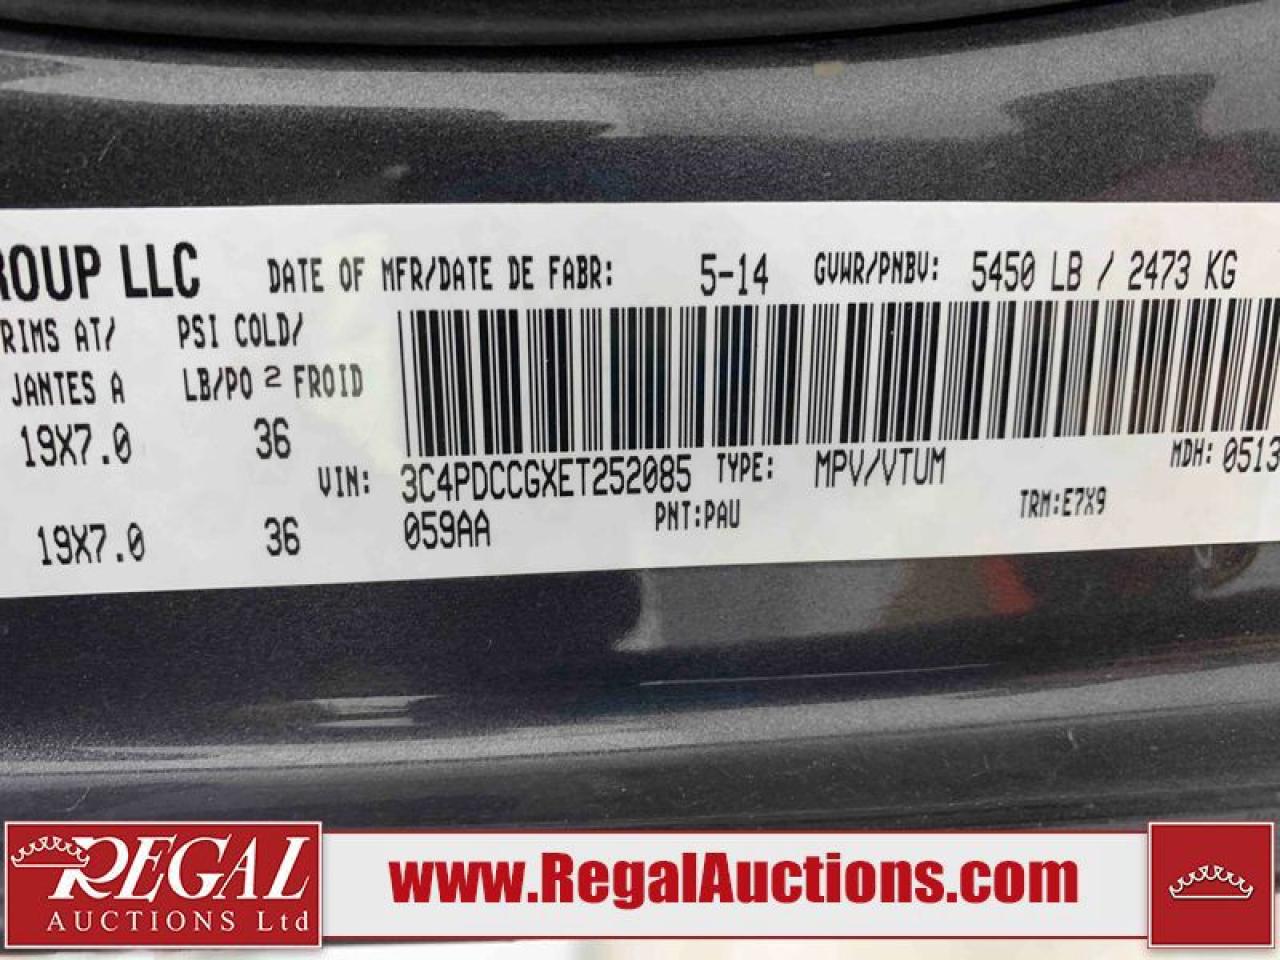 ROUP LLC DATE OF MFR/DATE DE FABR: 5-14 GVWR/PNBV: 5450 LB / 2473 KG
RIMS AT/ PSI COLD/
JANTES A LB/PO 2 FROID
19X7.0 36
VIN: 3C4PDCCGXET252085 TYPE: MPV/VTUM MDH: 0513
19X7.0 36 059AA PNT:PAU TRM:E7X9
REGAL
AUCTIONS Ltd
www.RegalAuctions.com